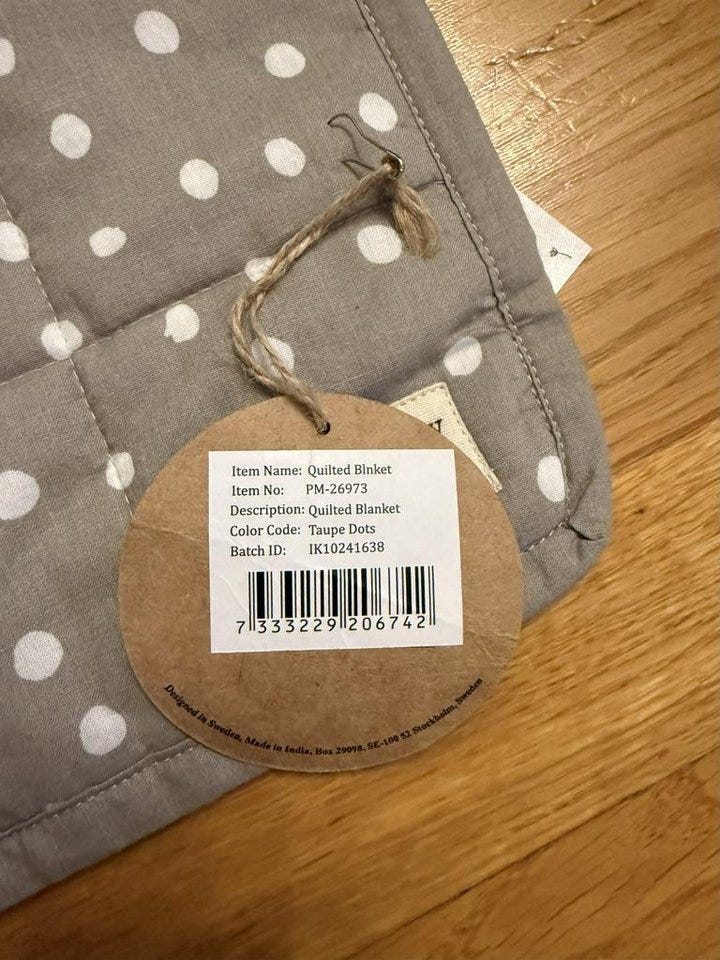 Item Name: Quilted Blnket
Item No: PM-26973
Description: Quilted Blanket
Color Code: Taupe Dots
Batch ID: IK10241638
7 333229 206742
Designed in Sweden, Made in India, Box 29098, SE-100 52 Stockholm, Sweden